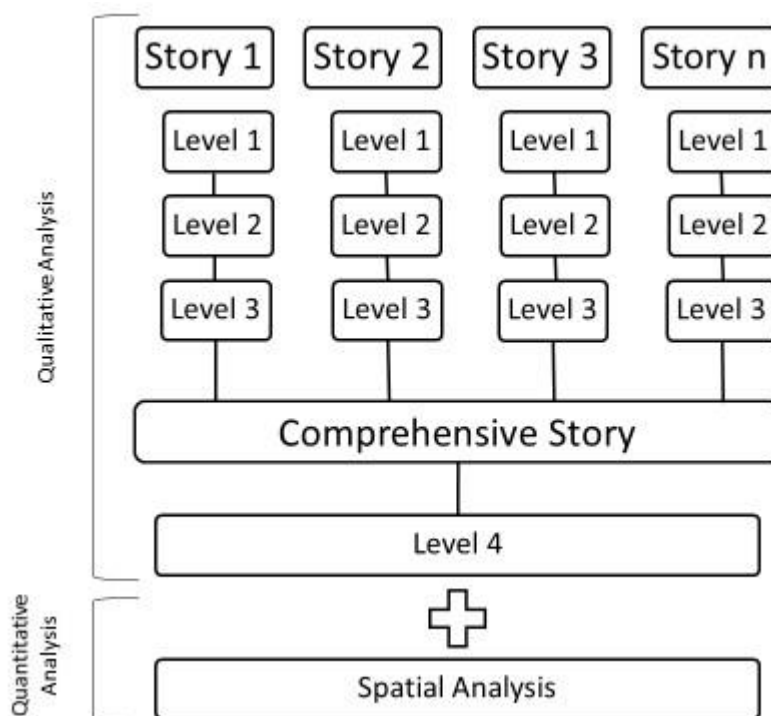 Story 1 Story 2 Story 3 Story n
Level 1 Level 1 Level 1 Level 1
Level 2 Level 2 Level 2 Level 2
Level 3 Level 3 Level 3 Level 3
Qualitative Analysis
Comprehensive Story
Level 4
Quantitative
Analysis
Spatial Analysis